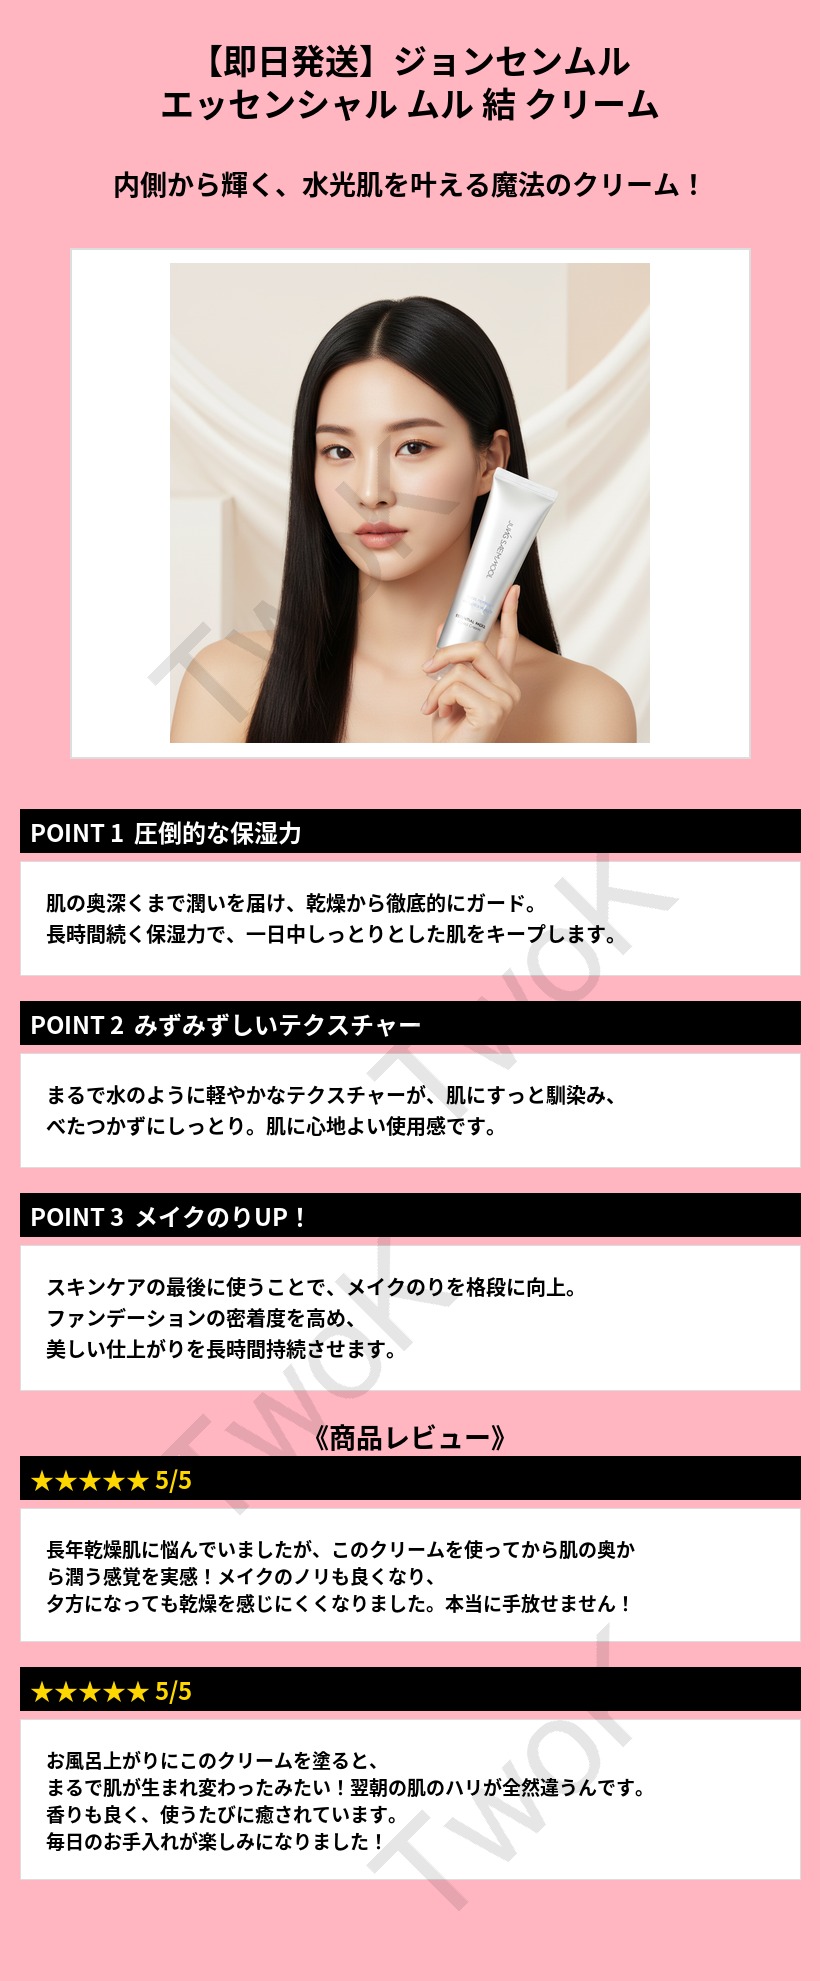 【即日発送】ジョンセンムル
エッセンシャル ムル 結 クリーム
内側から輝く、水光肌を叶える魔法のクリーム！
JUNG SAEM MOOL
TwoK
POINT 1 圧倒的な保湿力
肌の奥深くまで潤いを届け、乾燥から徹底的にガード。
長時間続く保湿力で、一日中しっとりとした肌をキープします。
TwoK
POINT 2 みずみずしいテクスチャー
まるで水のように軽やかなテクスチャーが、肌にすっと馴染み、
べたつかずにしっとり。肌に心地よい使用感です。
POINT 3 メイクのりUP！
スキンケアの最後に使うことで、メイクのりを格段に向上。
ファンデーションの密着度を高め、
美しい仕上がりを長時間持続させます。
TwoK
《商品レビュー》
★★★★★ 5/5
長年乾燥肌に悩んでいましたが、このクリームを使ってから肌の奥か
ら潤う感覚を実感！メイクのノリも良くなり、
夕方になっても乾燥を感じにくくなりました。本当に手放せません！
★★★★★ 5/5
お風呂上がりにこのクリームを塗ると、
まるで肌が生まれ変わったみたい！翌朝の肌のハリが全然違うんです。
香りも良く、使うたびに癒されています。
毎日のお手入れが楽しみになりました！
TwoK